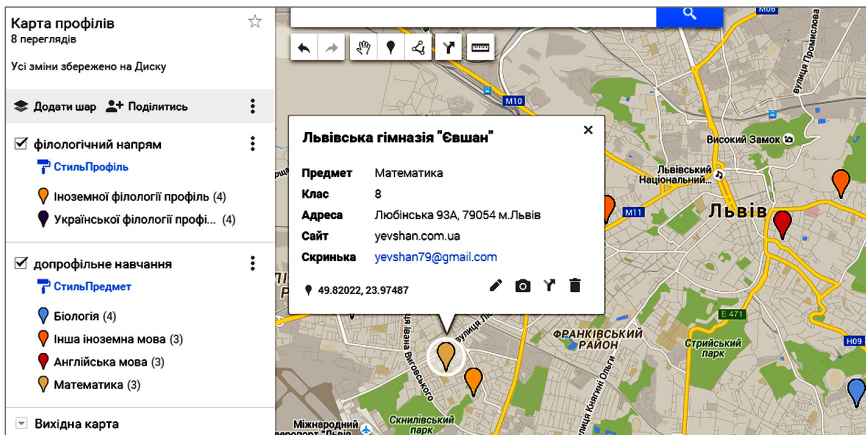 Карта профілів
8 переглядів
Усі зміни збережено на Диску
Додати шар Поділитись
філологічний напрям
СтильПрофіль
Іноземної філології профіль (4)
Української філології профі... (4)
допрофільне навчання
СтильПредмет
Біологія (4)
Інша іноземна мова (3)
Англійська мова (3)
Математика (3)
Вихідна карта
Львівська гімназія "Євшан"
Предмет Математика
Клас 8
Адреса Любінська 93А, 79054 м.Львів
Сайт yevshan.com.ua
Скринька yevshan79@gmail.com
49.82022, 23.97487
M06
вулиця Промислова
M10
Високий Замок
Львівський
Національний...
M11
Львів
E 471
ФРАНКІВСЬКИЙ
РАЙОН
Стрийський
парк
H09
вулиця Княгині Ольги
Скнилівський
парк
Міжнародний